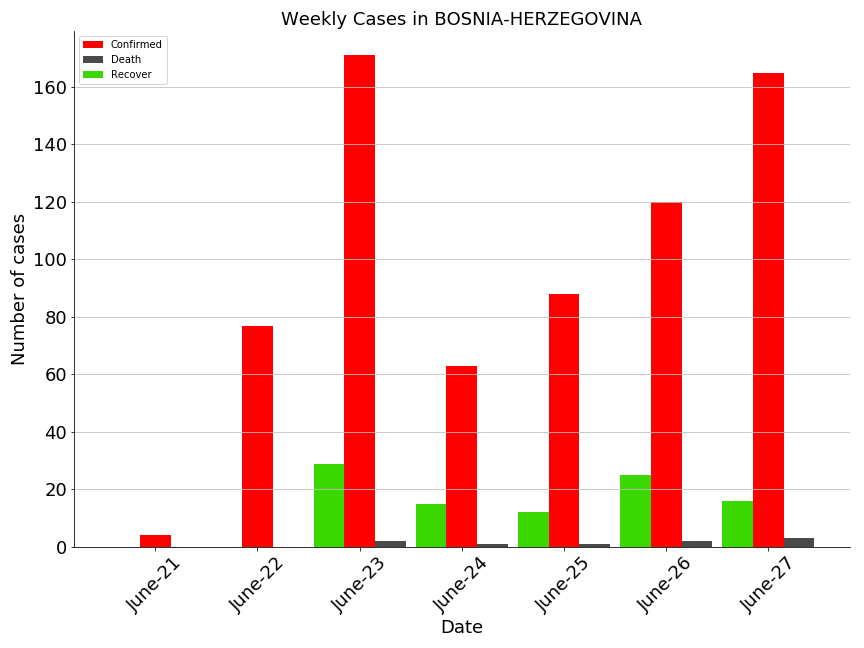 Weekly Cases in BOSNIA-HERZEGOVINA
Confirmed
Death
Recover
Number of cases
160
140
120
100
80
60
40
20
0
June-21
June-22
June-23
June-24
June-25
June-26
June-27
Date